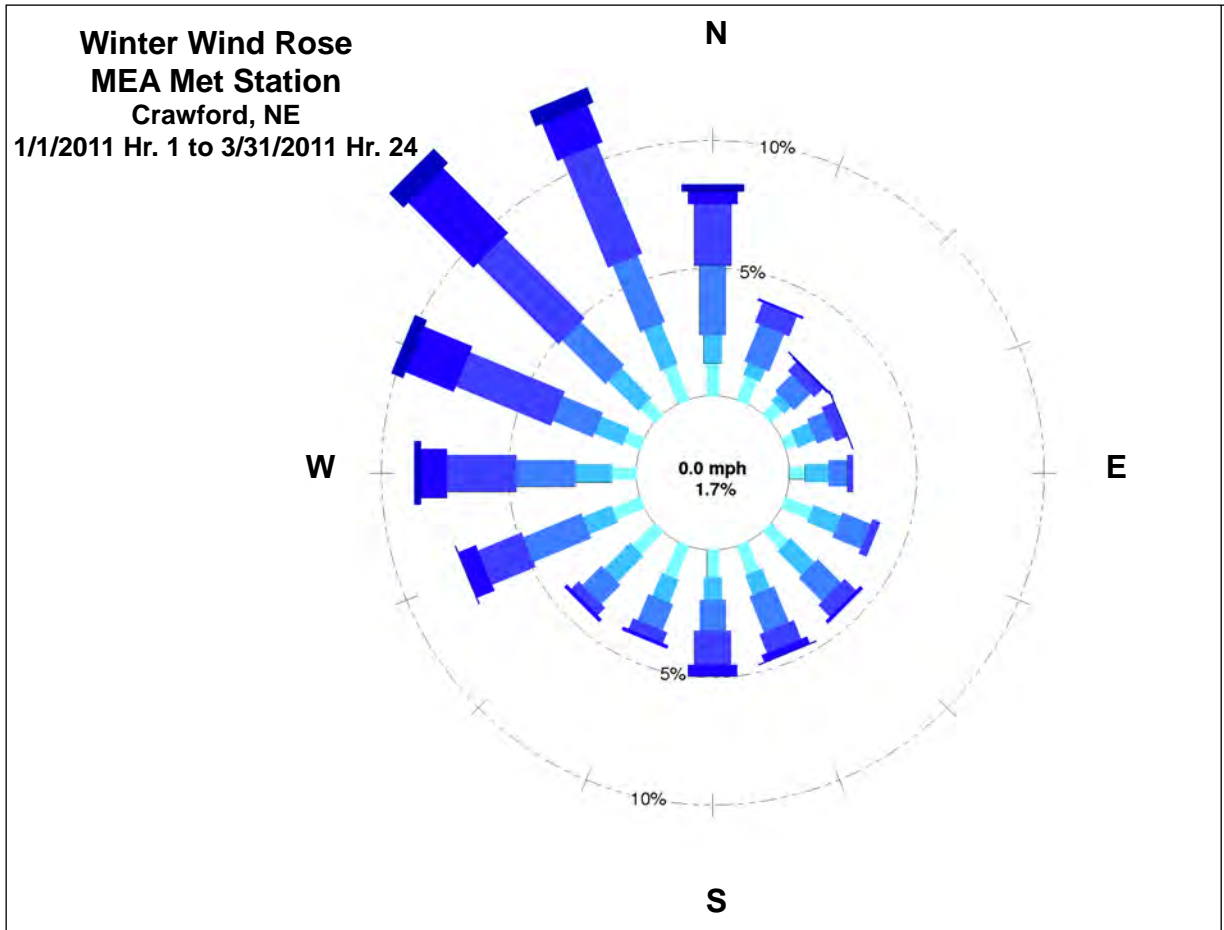 Winter Wind Rose
MEA Met Station
Crawford, NE
1/1/2011 Hr. 1 to 3/31/2011 Hr. 24
N
10%
5%
W
0.0 mph
1.7%
E
5%
10%
S